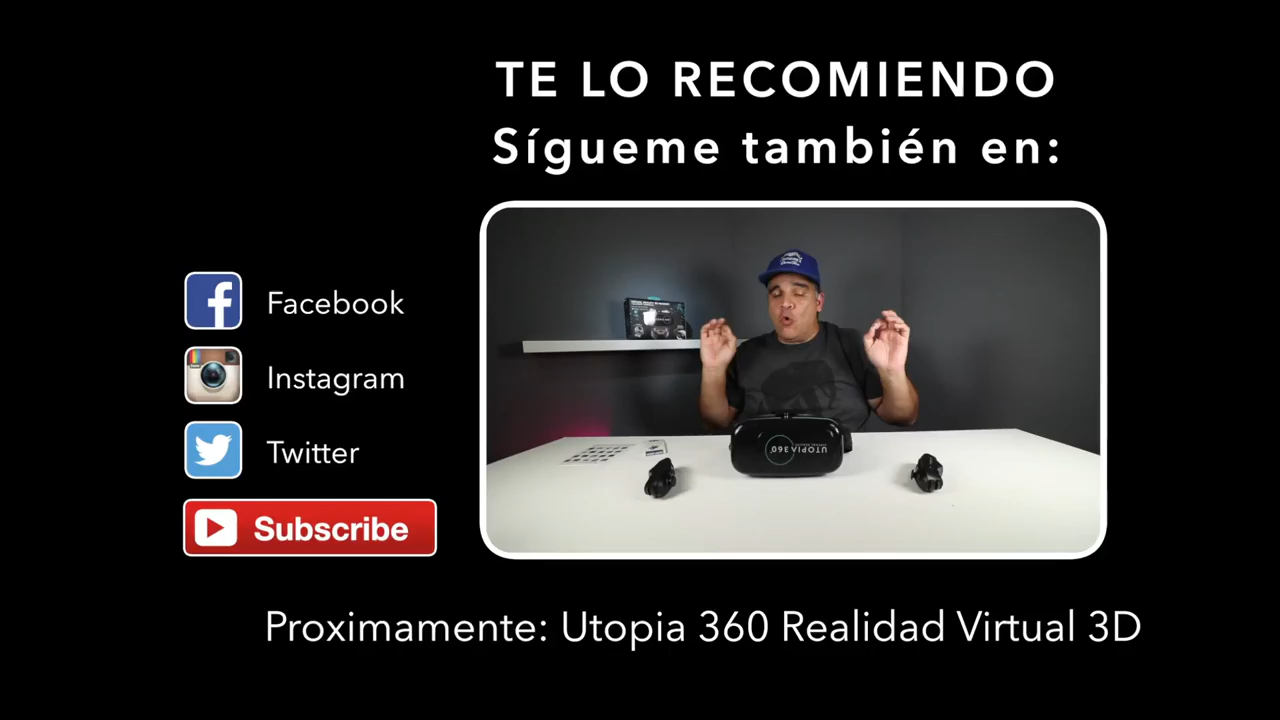 TE LO RECOMIENDO
Sígueme también en:
Facebook
Instagram
Twitter
Subscribe
UTOPIA 360°
Proximamente: Utopia 360 Realidad Virtual 3D